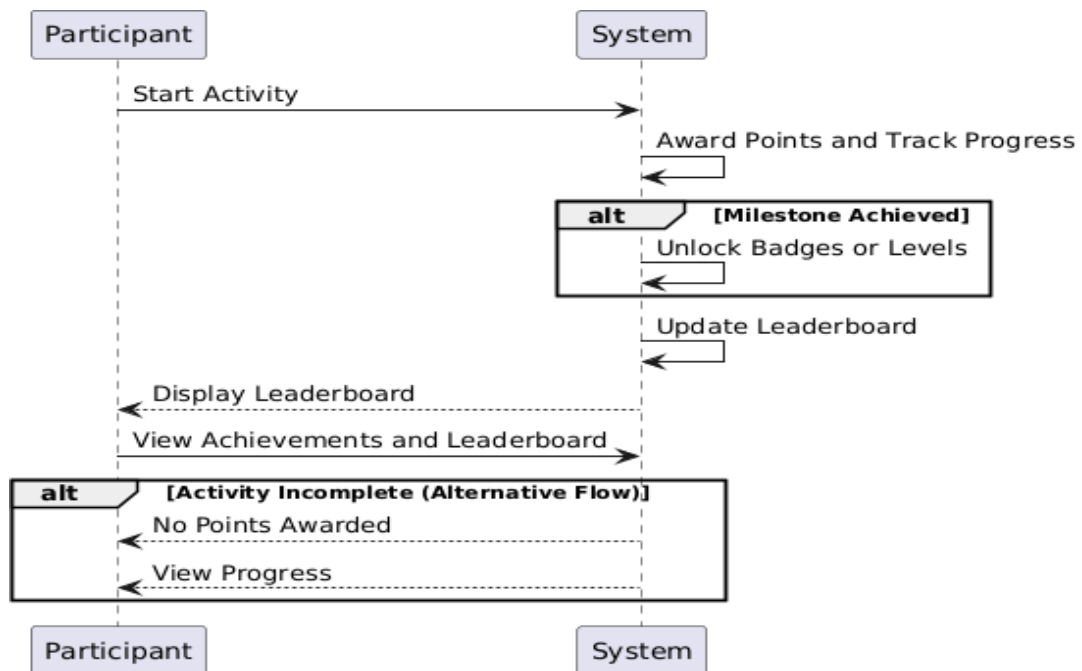 Participant System
Start Activity
Award Points and Track Progress
alt [Milestone Achieved]
Unlock Badges or Levels
Update Leaderboard
Display Leaderboard
View Achievements and Leaderboard
alt [Activity Incomplete (Alternative Flow)]
No Points Awarded
View Progress
Participant System